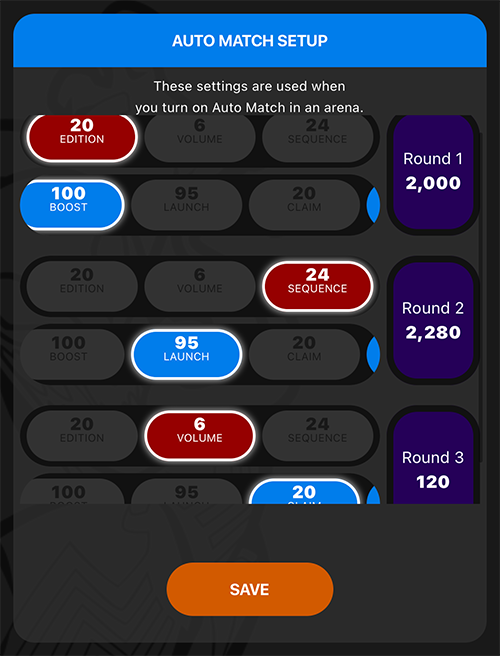 AUTO MATCH SETUP
These settings are used when
you turn on Auto Match in an arena.
20 6 24
EDITION VOLUME SEQUENCE
Round 1
2,000
100 95 20
BOOST LAUNCH CLAIM
20 6 24
EDITION VOLUME SEQUENCE
Round 2
2,280
100 95 20
BOOST LAUNCH CLAIM
20 6 24
EDITION VOLUME SEQUENCE
Round 3
120
100 95 20
BOOST LAUNCH CLAIM
SAVE